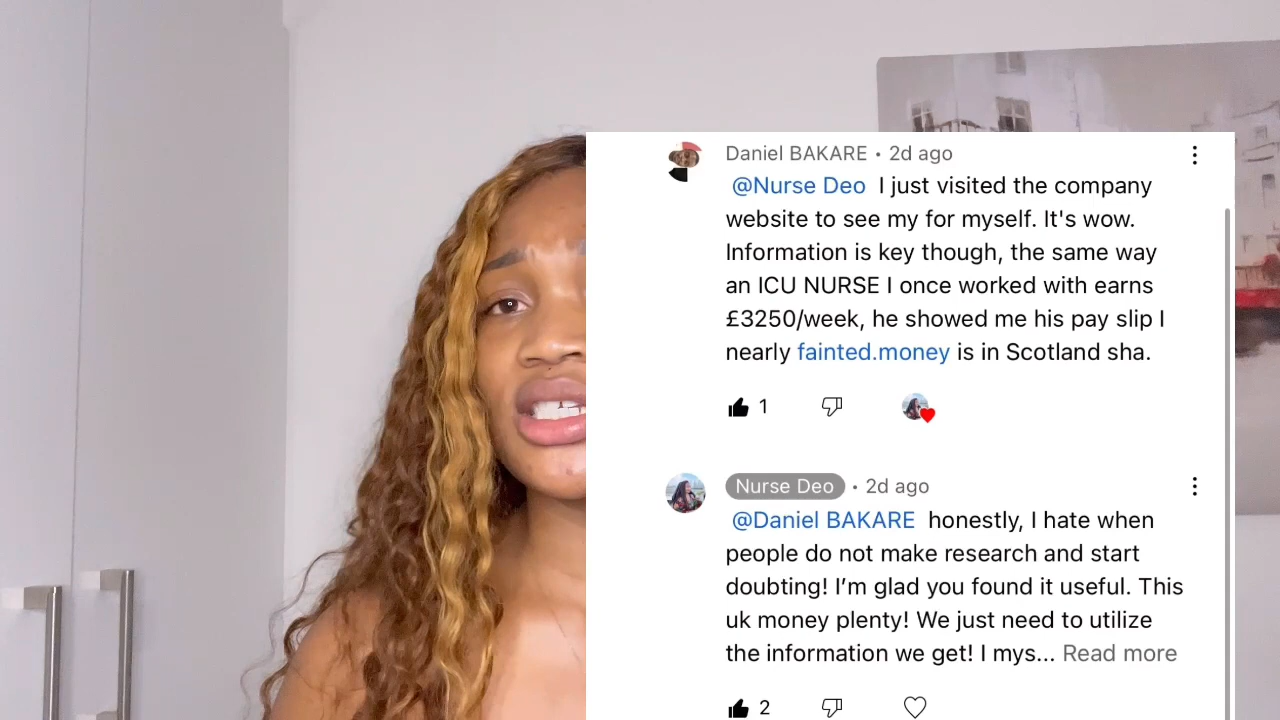 Daniel BAKARE • 2d ago
@Nurse Deo I just visited the company
website to see my for myself. It's wow.
Information is key though, the same way
an ICU NURSE I once worked with earns
£3250/week, he showed me his pay slip I
nearly fainted.money is in Scotland sha.
1
Nurse Deo • 2d ago
@Daniel BAKARE honestly, I hate when
people do not make research and start
doubting! I’m glad you found it useful. This
uk money plenty! We just need to utilize
the information we get! I mys... Read more
2